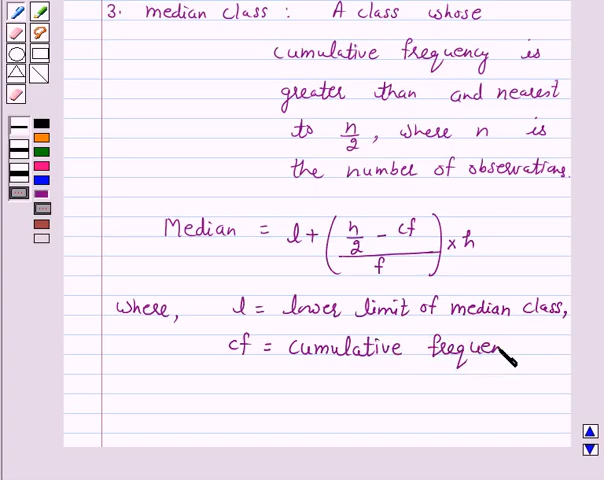 3. median class : A class whose
cumulative frequency is
greater than and nearest
to n/2, where n is
the number of observations.
Median = l + ( (n/2 - cf) / f ) × h
where, l = lower limit of median class,
cf = cumulative frequen